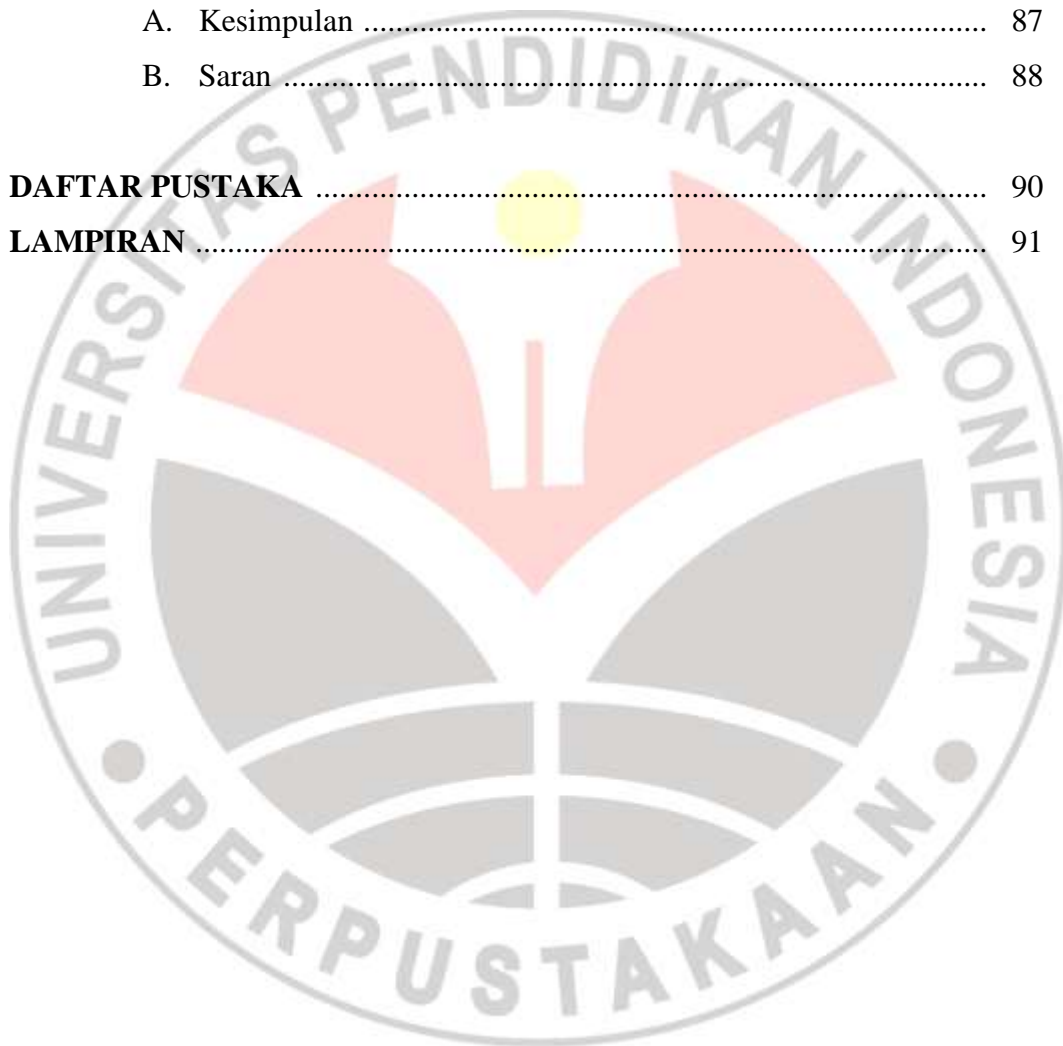 A. Kesimpulan ................................................................................ 87
B. Saran ........................................................................................... 88
DAFTAR PUSTAKA ........................................................................................ 90
LAMPIRAN ....................................................................................................... 91
UNIVERSITAS PENDIDIKAN INDONESIA
PERPUSTAKAAN